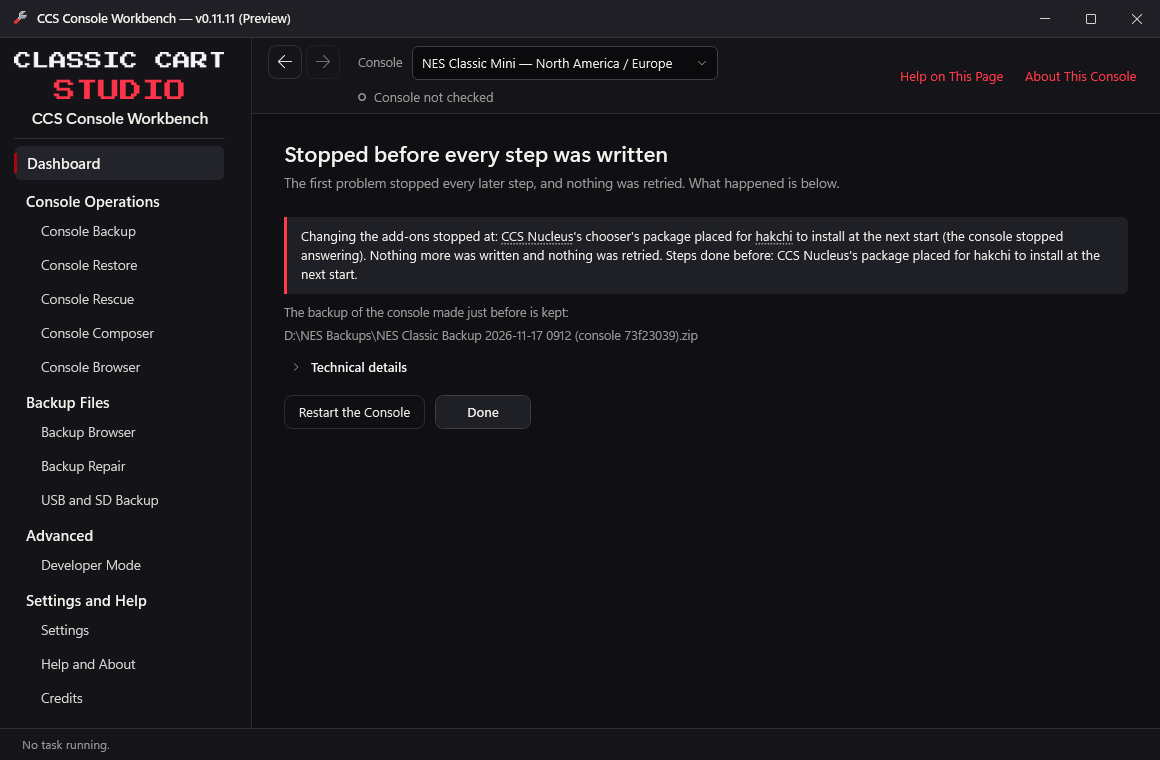 CCS Console Workbench — v0.11.11 (Preview)
CLASSIC CART
STUDIO
CCS Console Workbench
Dashboard
Console Operations
Console Backup
Console Restore
Console Rescue
Console Composer
Console Browser
Backup Files
Backup Browser
Backup Repair
USB and SD Backup
Advanced
Developer Mode
Settings and Help
Settings
Help and About
Credits
Console
NES Classic Mini — North America / Europe
Console not checked
Help on This Page
About This Console
Stopped before every step was written
The first problem stopped every later step, and nothing was retried. What happened is below.
Changing the add-ons stopped at: CCS Nucleus's chooser's package placed for hakchi to install at the next start (the console stopped
answering). Nothing more was written and nothing was retried. Steps done before: CCS Nucleus's package placed for hakchi to install at the
next start.
The backup of the console made just before is kept:
D:\NES Backups\NES Classic Backup 2026-11-17 0912 (console 73f23039).zip
Technical details
Restart the Console
Done
No task running.